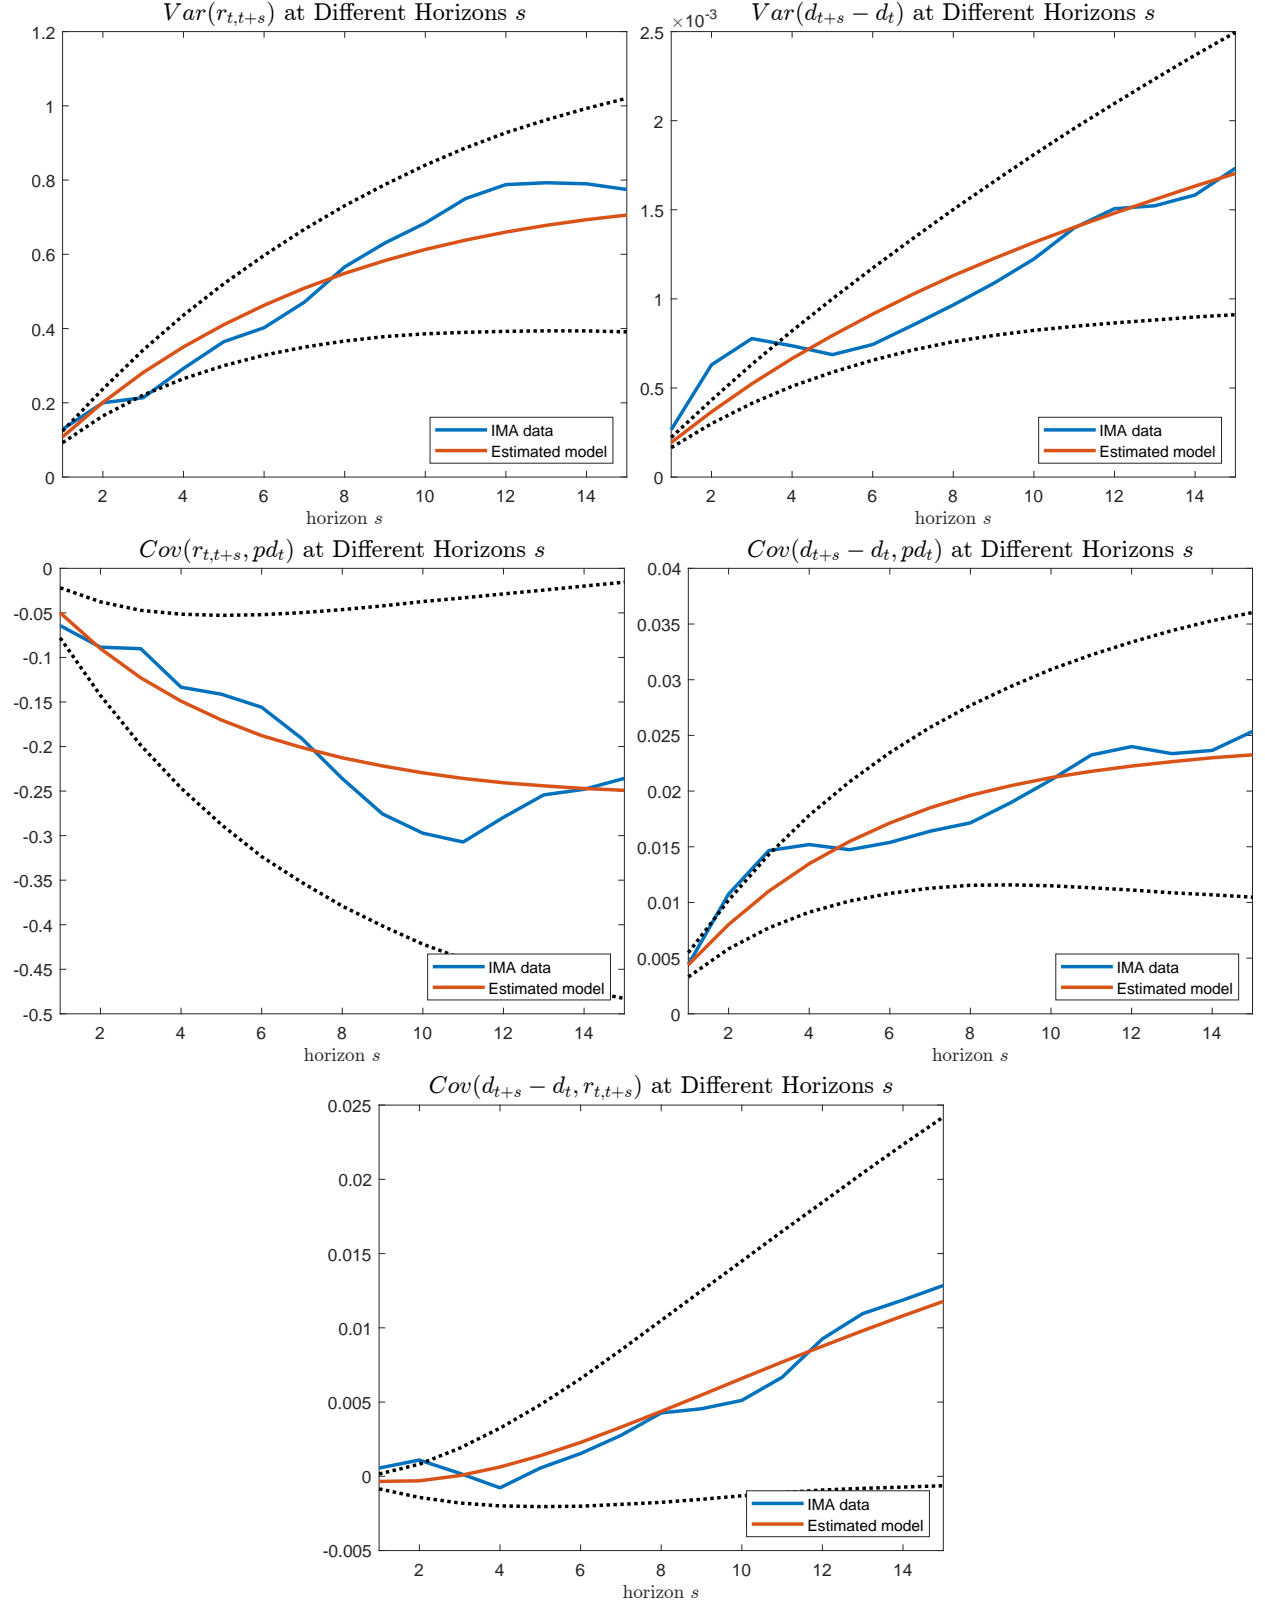 Var(r_{t,t+s}) at Different Horizons s
1.2
1
0.8
0.6
0.4
0.2
0
2 4 6 8 10 12 14
horizon s
IMA data
Estimated model
Var(d_{t+s} − d_t) at Different Horizons s
×10^{-3}
2.5
2
1.5
1
0.5
0
2 4 6 8 10 12 14
horizon s
IMA data
Estimated model
Cov(r_{t,t+s}, pd_t) at Different Horizons s
0
-0.05
-0.1
-0.15
-0.2
-0.25
-0.3
-0.35
-0.4
-0.45
-0.5
2 4 6 8 10 12 14
horizon s
IMA data
Estimated model
Cov(d_{t+s} − d_t, pd_t) at Different Horizons s
0.04
0.035
0.03
0.025
0.02
0.015
0.01
0.005
0
2 4 6 8 10 12 14
horizon s
IMA data
Estimated model
Cov(d_{t+s} − d_t, r_{t,t+s}) at Different Horizons s
0.025
0.02
0.015
0.01
0.005
0
-0.005
2 4 6 8 10 12 14
horizon s
IMA data
Estimated model